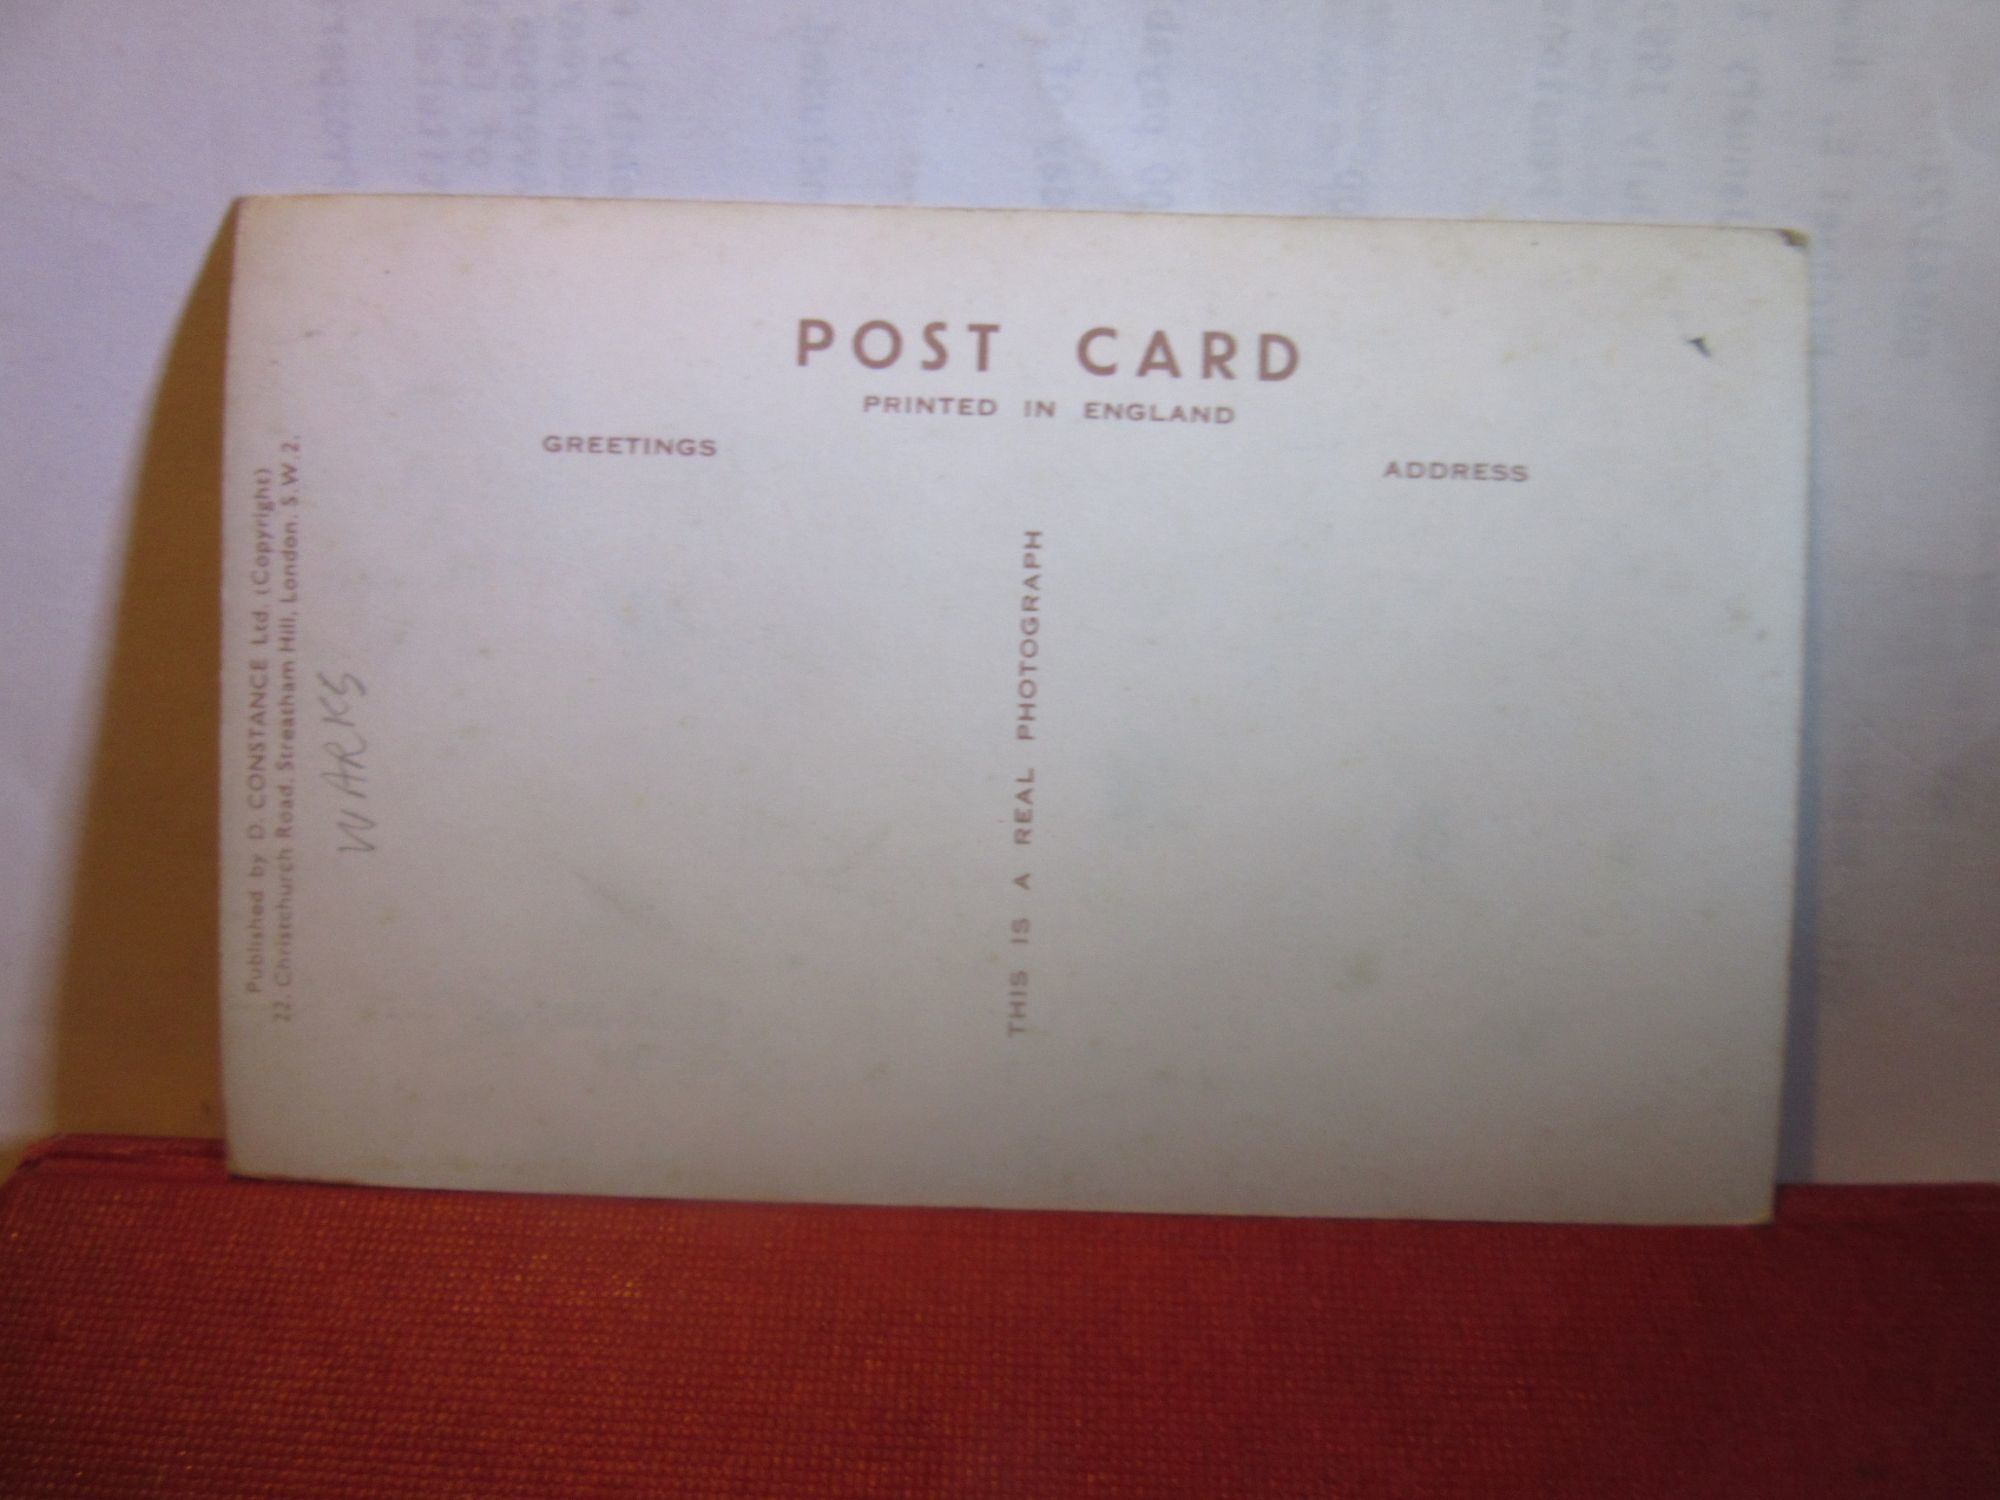 POST CARD
PRINTED IN ENGLAND
GREETINGS
ADDRESS
THIS IS A REAL PHOTOGRAPH
Published by D. CONSTANCE Ltd. (Copyright)
22, Christchurch Road, Streatham Hill, London, S.W.2.
WARKS